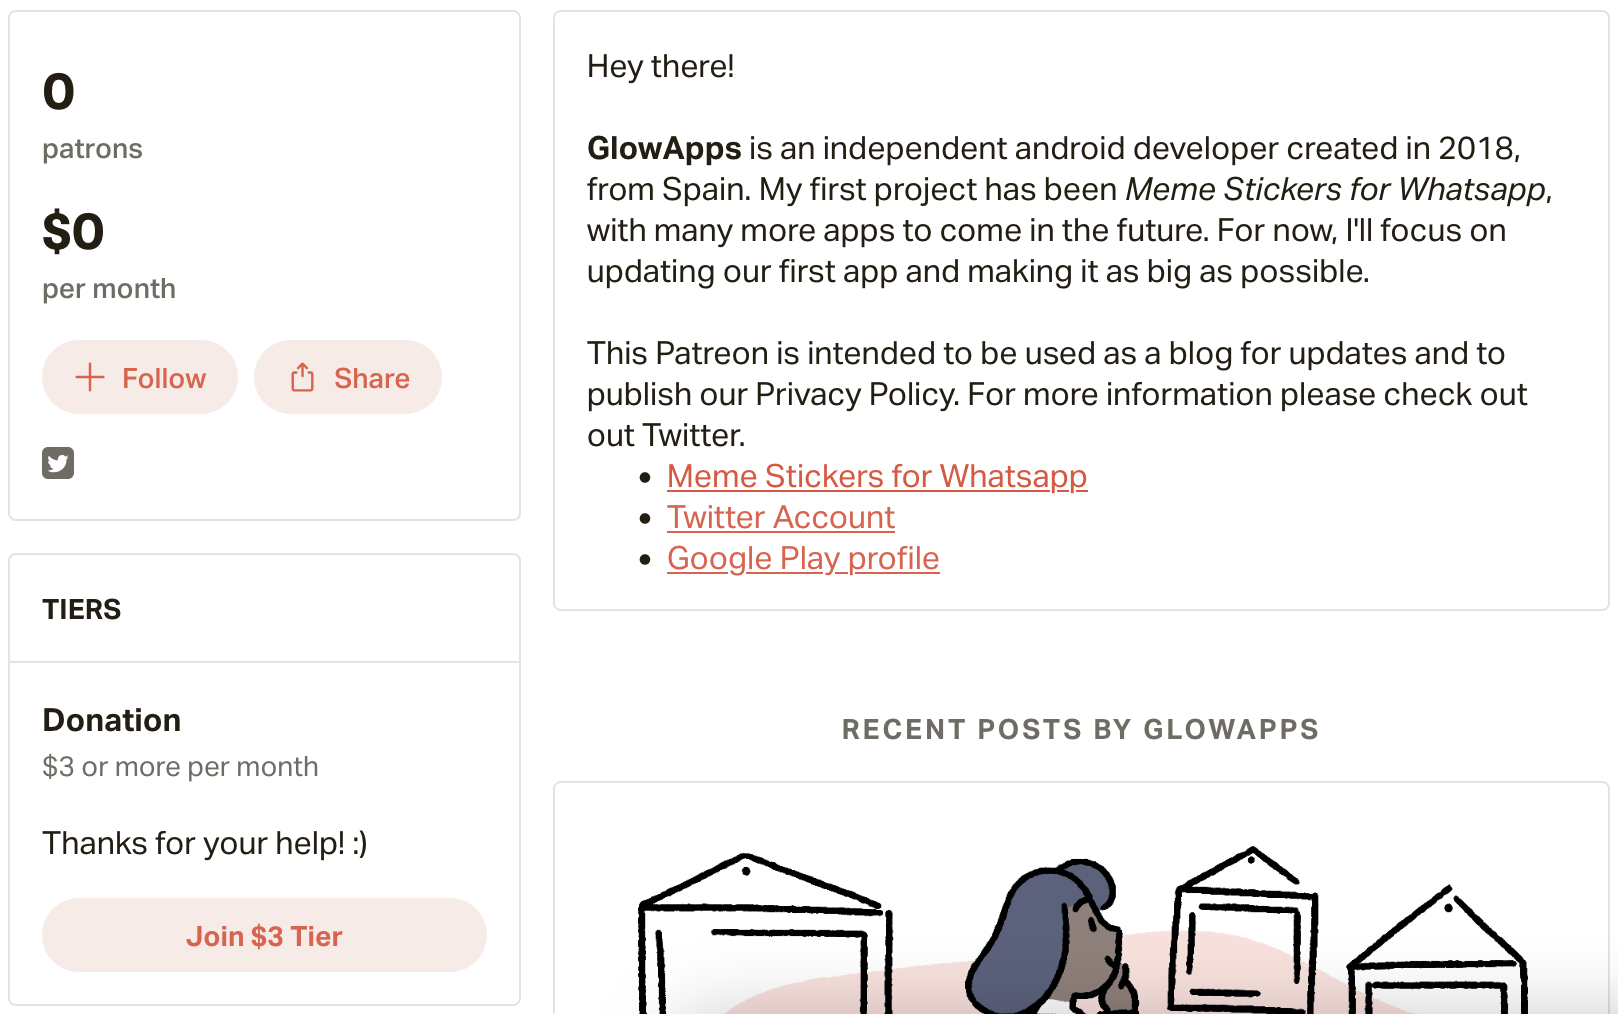 0
patrons
$0
per month
Follow
Share
TIERS
Donation
$3 or more per month
Thanks for your help! :)
Join $3 Tier
Hey there!
GlowApps is an independent android developer created in 2018,
from Spain. My first project has been Meme Stickers for Whatsapp,
with many more apps to come in the future. For now, I'll focus on
updating our first app and making it as big as possible.
This Patreon is intended to be used as a blog for updates and to
publish our Privacy Policy. For more information please check out
out Twitter.
• Meme Stickers for Whatsapp
• Twitter Account
• Google Play profile
RECENT POSTS BY GLOWAPPS